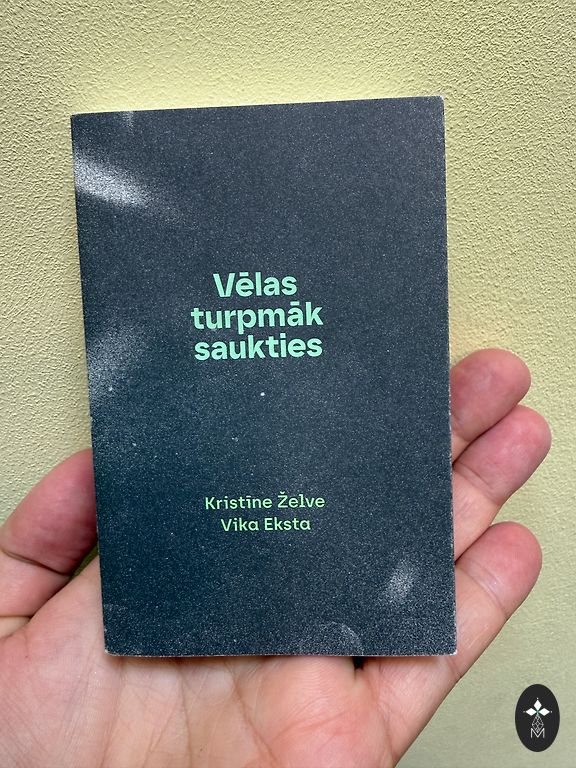 Vēlas
turpmāk
saukties
Kristīne Želve
Vika Eksta